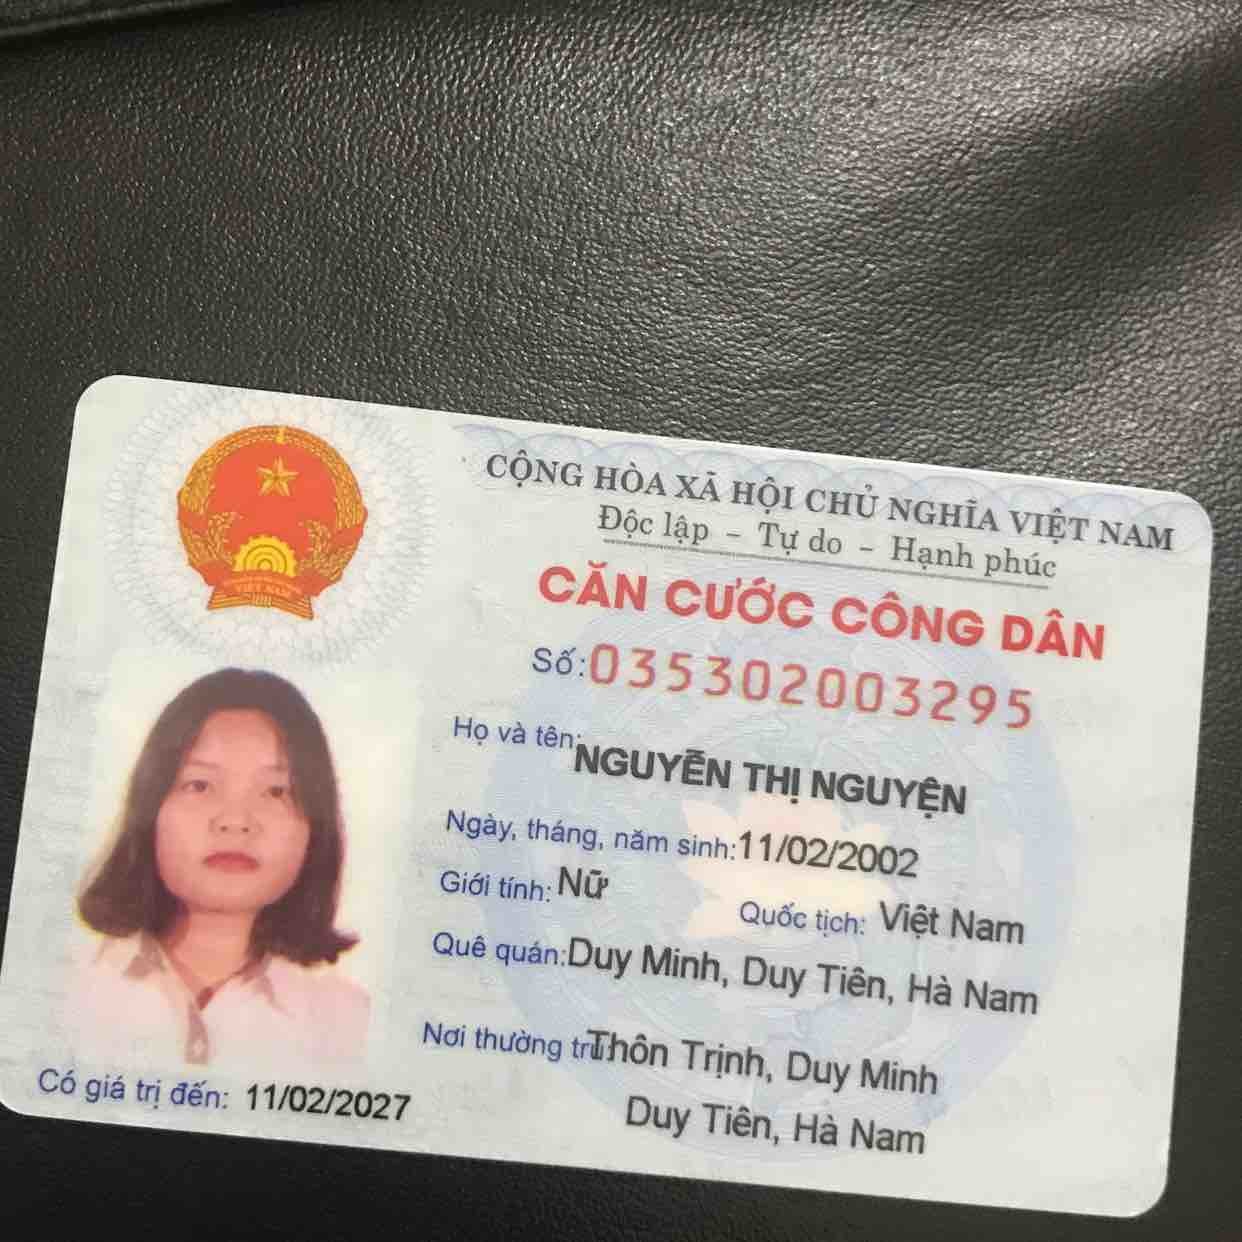 CỘNG HÒA XÃ HỘI CHỦ NGHĨA VIỆT NAM
Độc lập - Tự do - Hạnh phúc
CĂN CƯỚC CÔNG DÂN
Số: 035302003295
Họ và tên: NGUYỄN THỊ NGUYỆN
Ngày, tháng, năm sinh: 11/02/2002
Giới tính: Nữ Quốc tịch: Việt Nam
Quê quán: Duy Minh, Duy Tiên, Hà Nam
Nơi thường trú: Thôn Trịnh, Duy Minh
Duy Tiên, Hà Nam
Có giá trị đến: 11/02/2027
VIỆT NAM